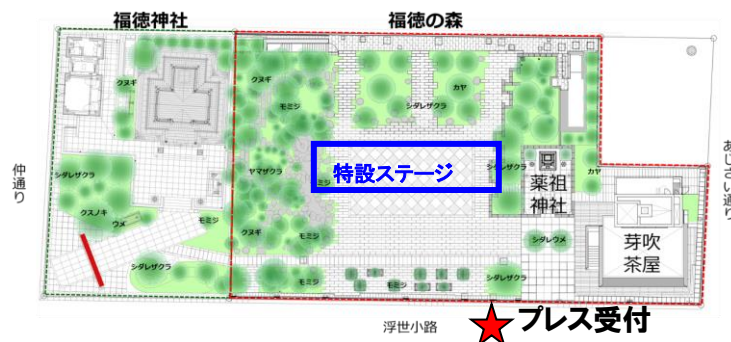 福徳神社
福徳の森
クヌギ
クヌギ
モミジ
カヤ
シダレザクラ
特設ステージ
ヤマザクラ
シダレザクラ
シダレザクラ
薬祖
神社
カヤ
仲通り
あじさい通り
クスノキ
ウメ
モミジ
クヌギ
モミジ
シダレウメ
芽吹
茶屋
シダレザクラ
モミジ
シダレザクラ
浮世小路
プレス受付